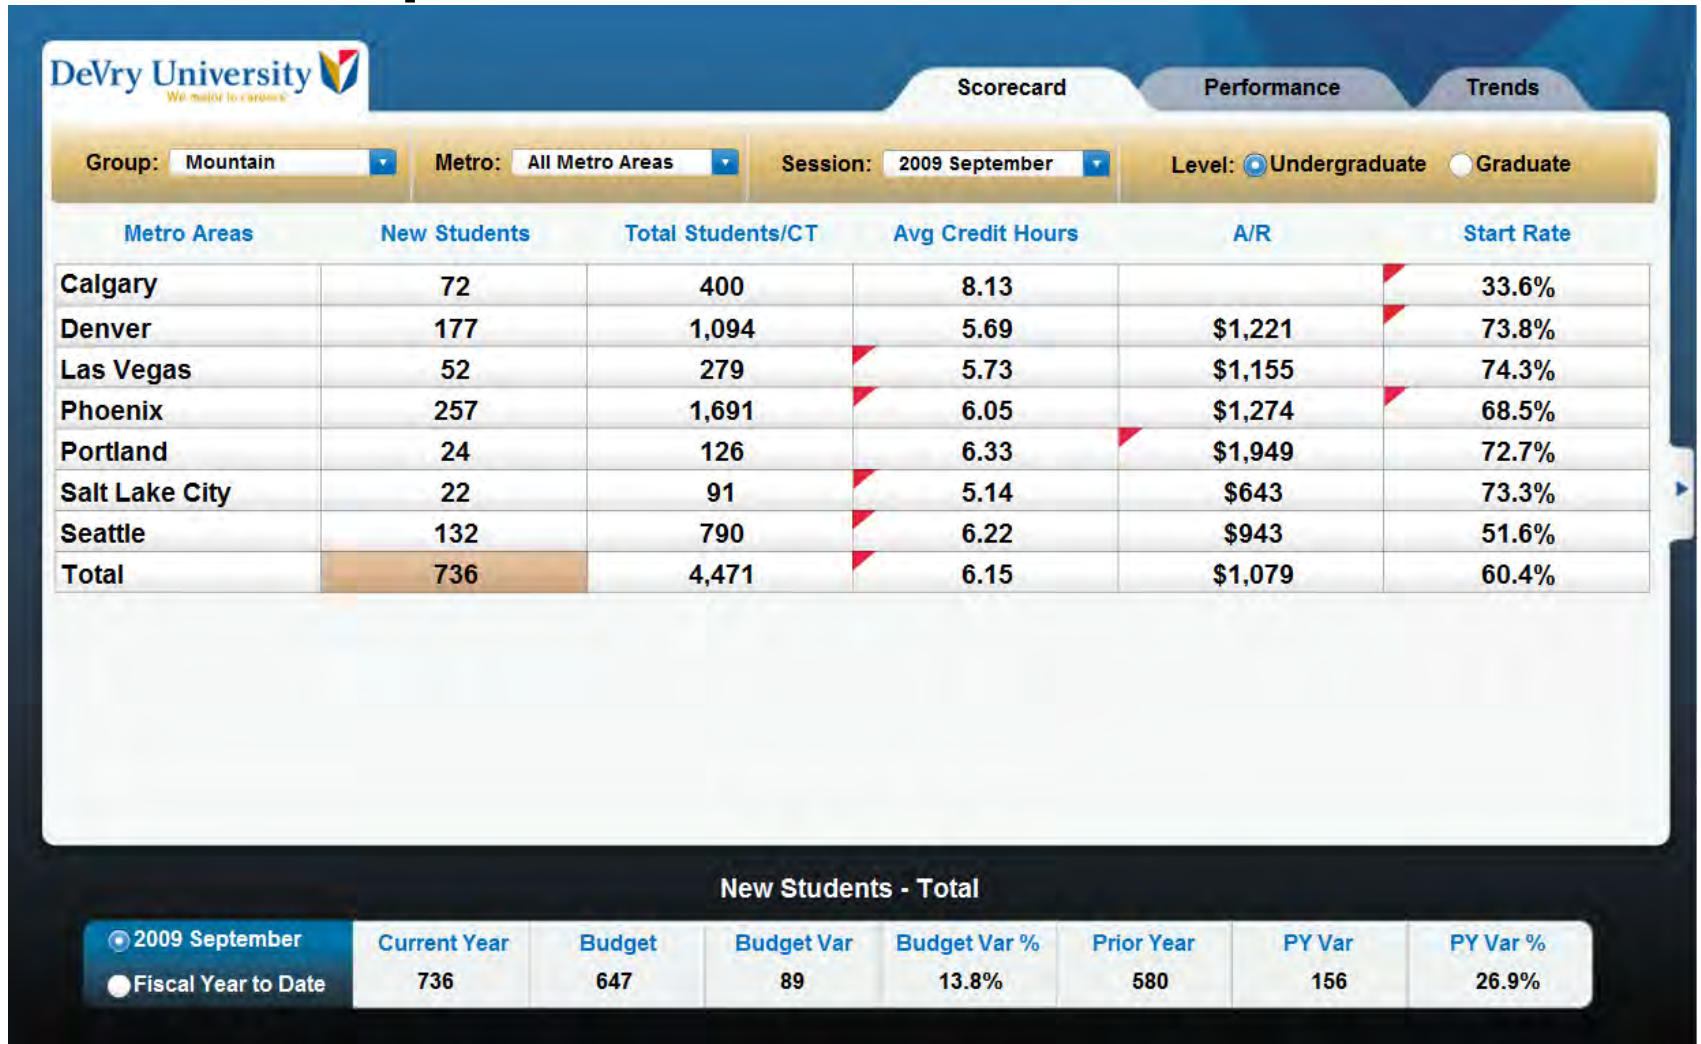 DeVry University
We major in careers
Scorecard Performance Trends
Group: Mountain Metro: All Metro Areas Session: 2009 September Level: Undergraduate Graduate
Metro Areas New Students Total Students/CT Avg Credit Hours A/R Start Rate
Calgary 72 400 8.13 33.6%
Denver 177 1,094 5.69 $1,221 73.8%
Las Vegas 52 279 5.73 $1,155 74.3%
Phoenix 257 1,691 6.05 $1,274 68.5%
Portland 24 126 6.33 $1,949 72.7%
Salt Lake City 22 91 5.14 $643 73.3%
Seattle 132 790 6.22 $943 51.6%
Total 736 4,471 6.15 $1,079 60.4%
New Students - Total
2009 September Current Year Budget Budget Var Budget Var % Prior Year PY Var PY Var %
Fiscal Year to Date 736 647 89 13.8% 580 156 26.9%